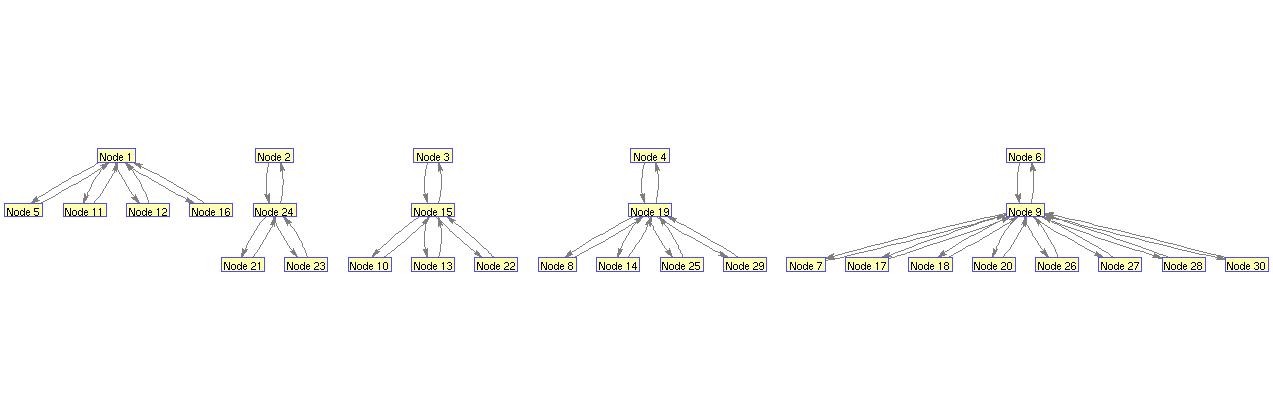 Node 1
Node 2
Node 3
Node 4
Node 6
Node 5
Node 11
Node 12
Node 16
Node 24
Node 15
Node 19
Node 9
Node 21
Node 23
Node 10
Node 13
Node 22
Node 8
Node 14
Node 25
Node 29
Node 7
Node 17
Node 18
Node 20
Node 26
Node 27
Node 28
Node 30